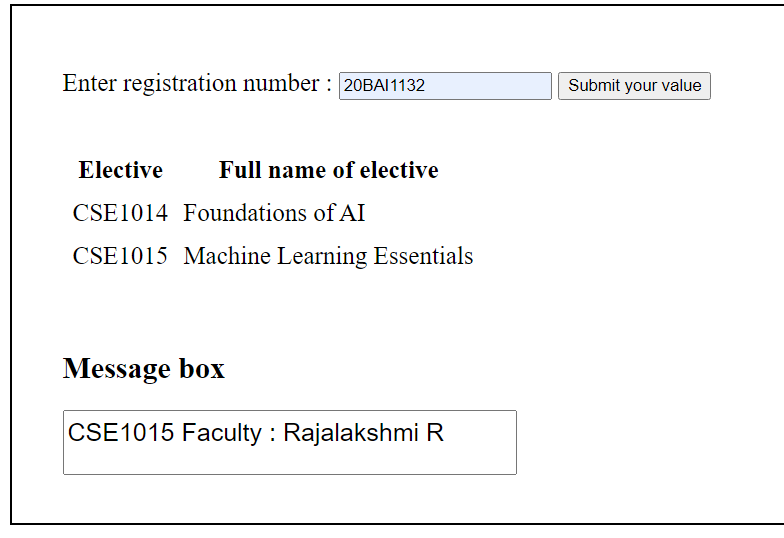 Enter registration number : 20BAI1132 Submit your value
Elective Full name of elective
CSE1014 Foundations of AI
CSE1015 Machine Learning Essentials
Message box
CSE1015 Faculty : Rajalakshmi R